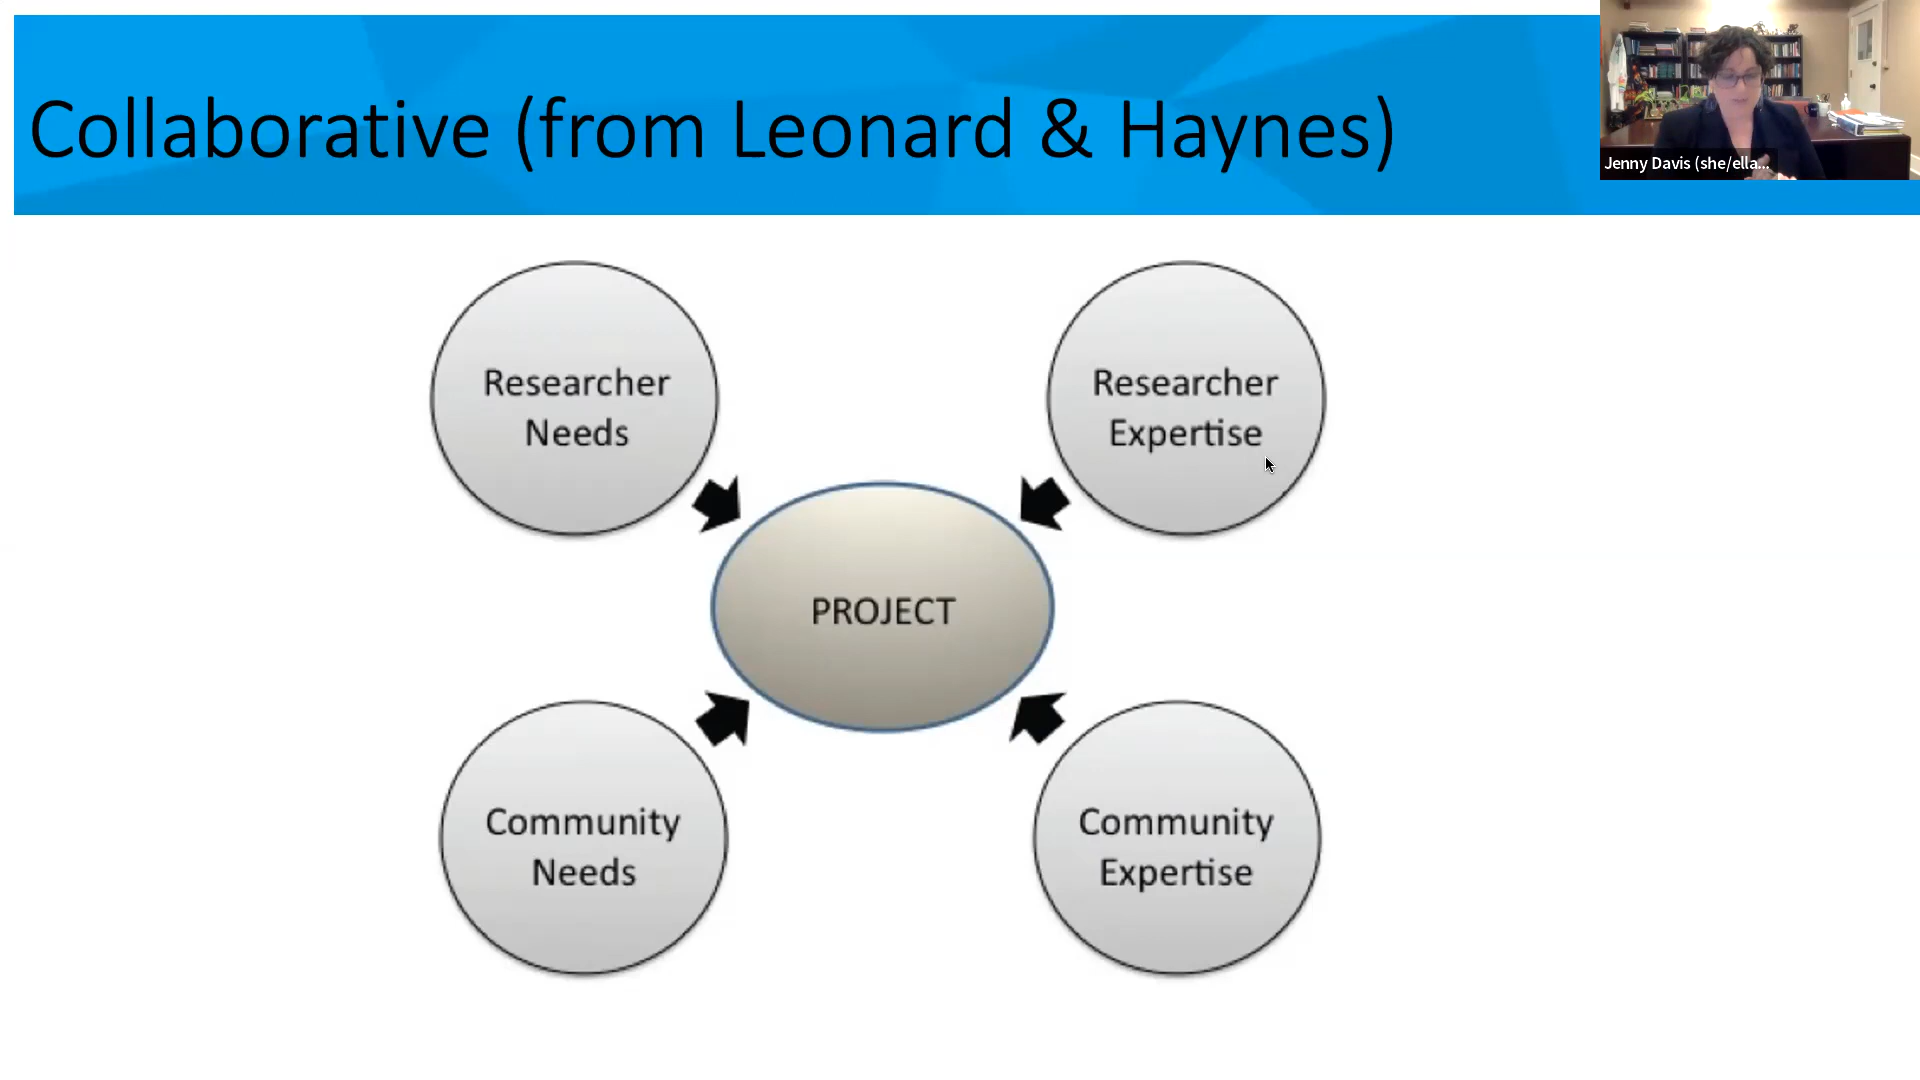 Collaborative (from Leonard & Haynes)
Jenny Davis (she/ella...
Researcher
Needs
Researcher
Expertise
PROJECT
Community
Needs
Community
Expertise